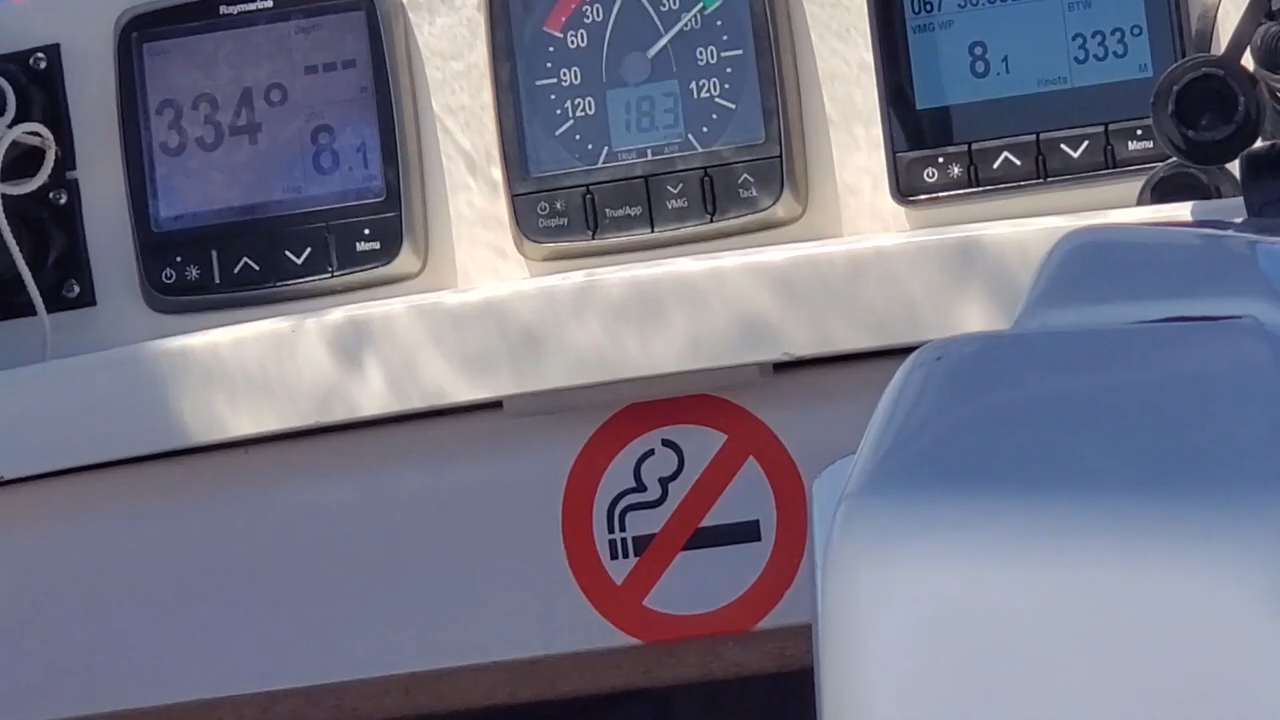 Raymarine
Depth
---
334°
8.1
Mag
30
60
90
120
30
60
90
120
18.3
TRUE
APP
Display
True/App
VMG
Tack
VMG WP
8.1
Knots
BTW
333°
M
Menu
Menu